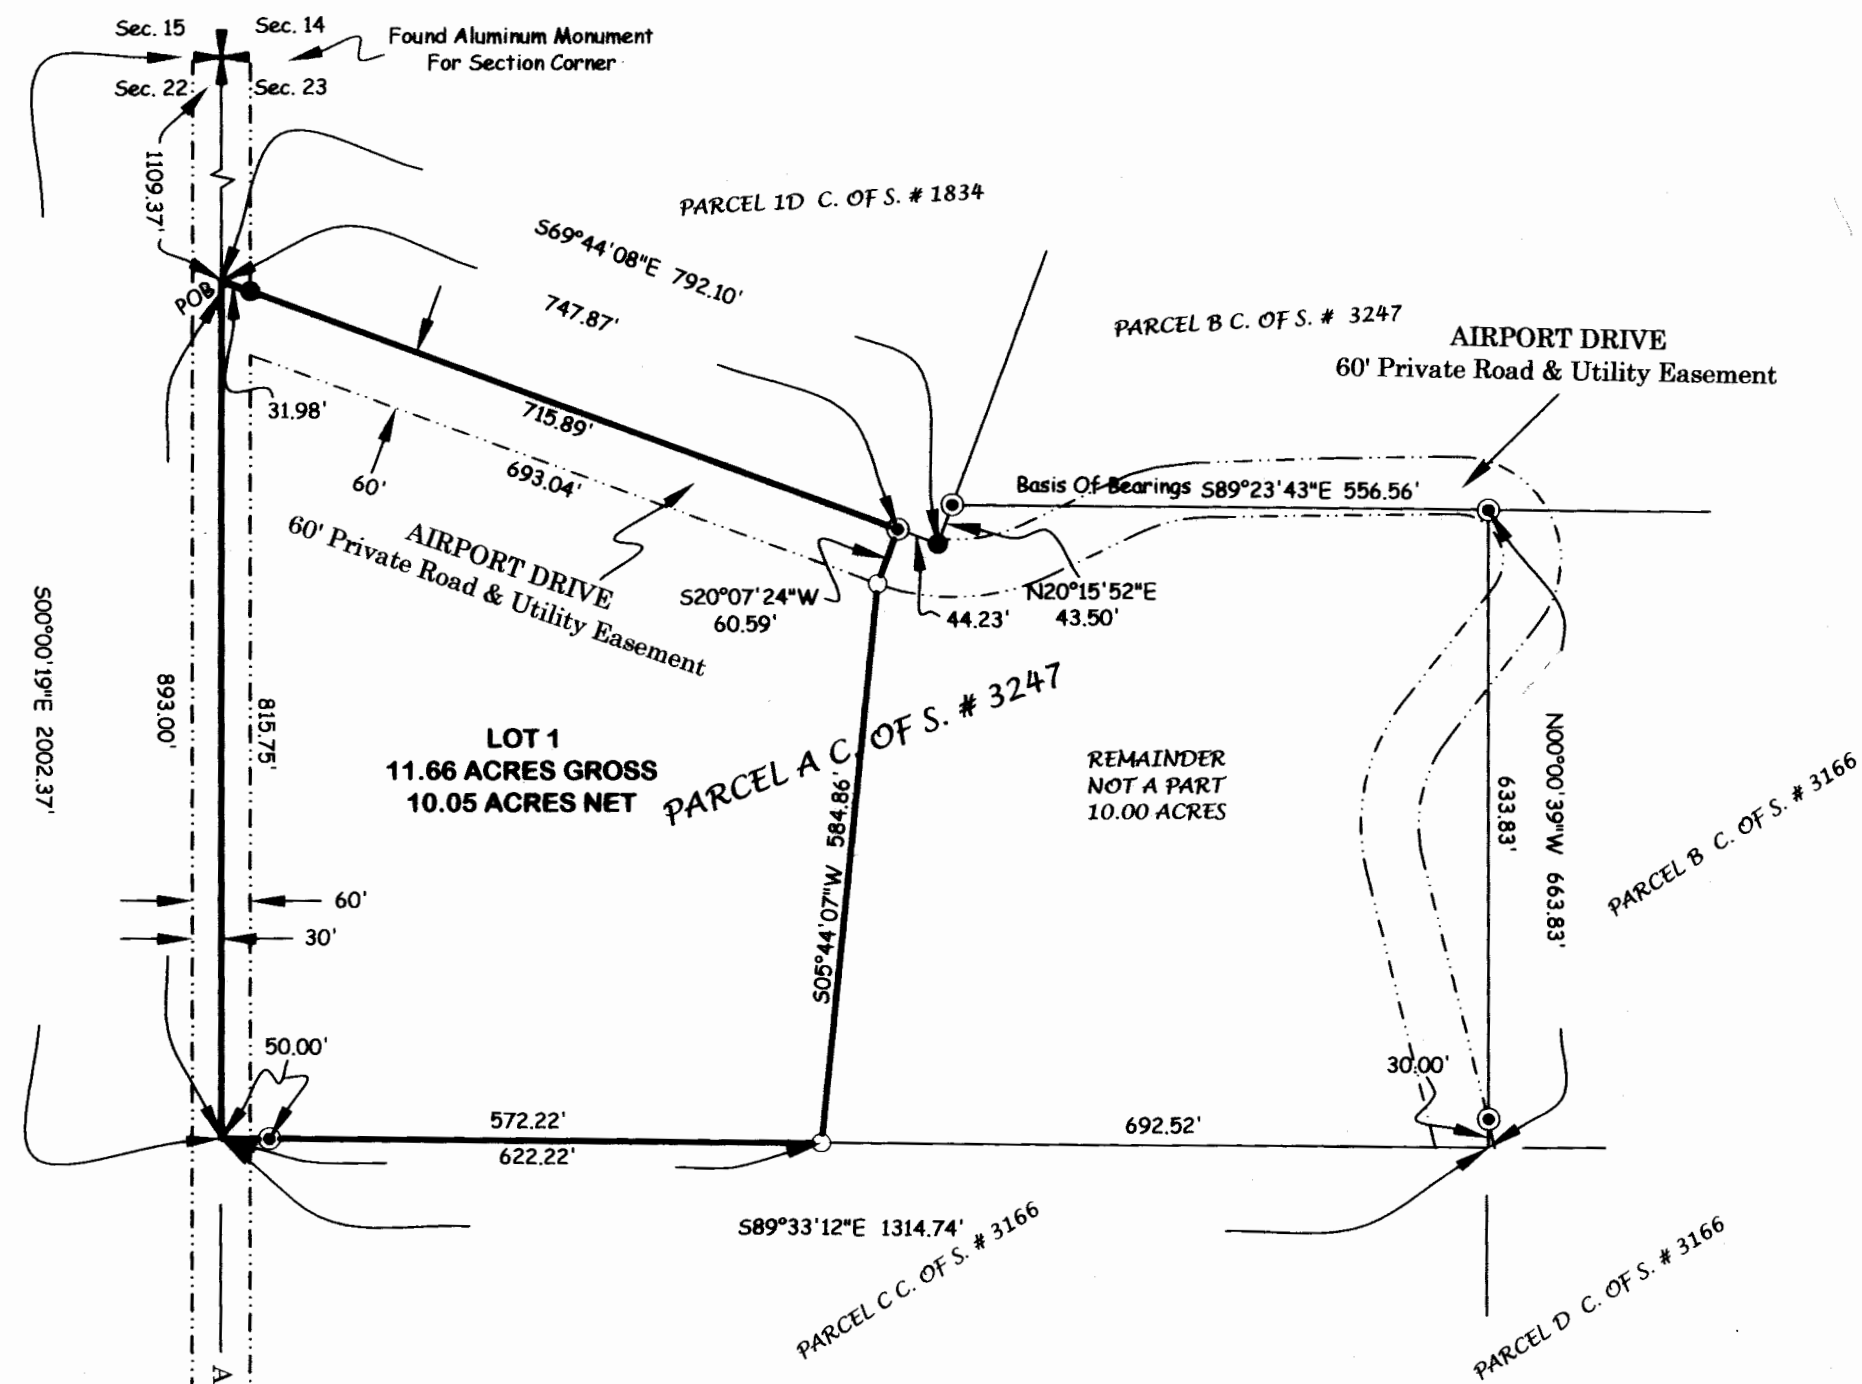 Sec. 15
Sec. 14
Found Aluminum Monument
For Section Corner
Sec. 22
Sec. 23
1109.37'
PARCEL 1D C. OF S. # 1834
S69°44'08"E 792.10'
747.87'
POB
PARCEL B C. OF S. # 3247
AIRPORT DRIVE
60' Private Road & Utility Easement
31.98'
715.89'
693.04'
60'
AIRPORT DRIVE
60' Private Road & Utility Easement
Basis Of Bearings S89°23'43"E 556.56'
S20°07'24"W
60.59'
44.23'
N20°15'52"E
43.50'
S00°00'19"E 2002.37'
893.00'
815.75'
LOT 1
11.66 ACRES GROSS
10.05 ACRES NET
PARCEL A C. OF S. # 3247
S05°44'07"W 584.86'
REMAINDER
NOT A PART
10.00 ACRES
633.83'
N00°00'39"W 663.83'
PARCEL B C. OF S. # 3166
60'
30'
50.00'
30.00'
572.22'
622.22'
692.52'
S89°33'12"E 1314.74'
PARCEL C C. OF S. # 3166
PARCEL D C. OF S. # 3166
A